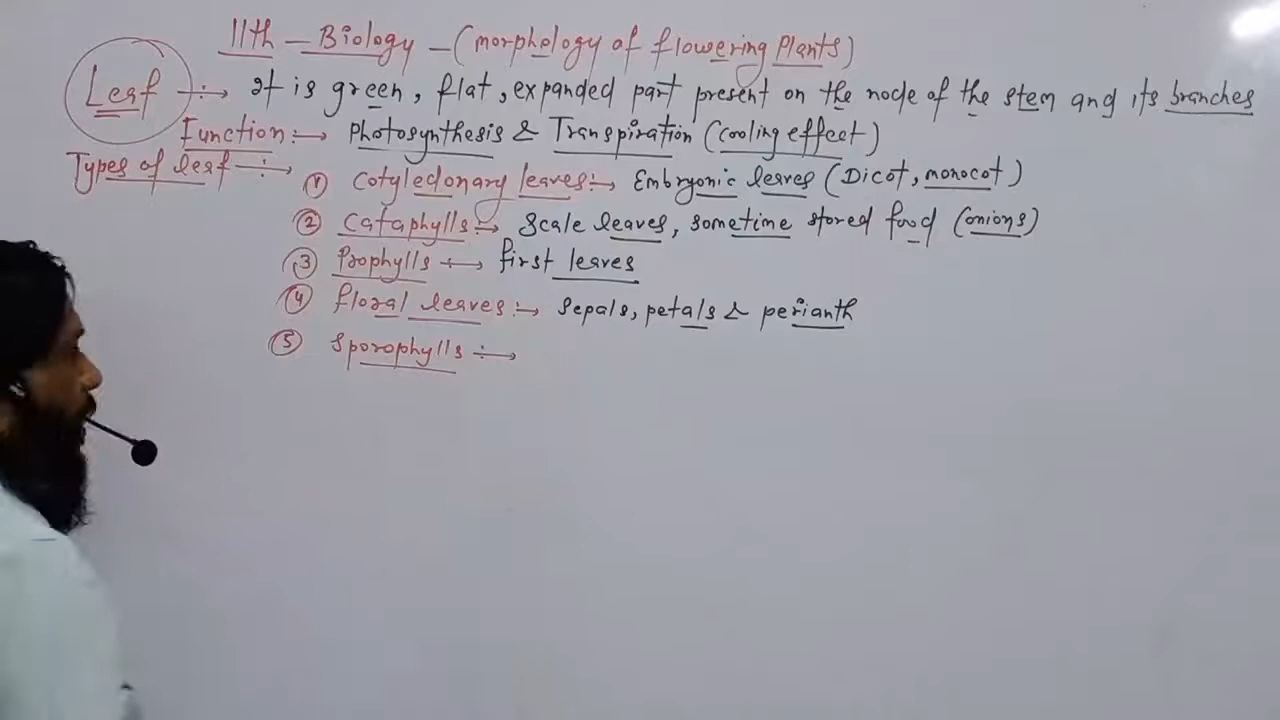 11th - Biology - (morphology of flowering Plants)
Leaf :→ It is green, flat, expanded part present on the node of the stem and its branches
Function :→ Photosynthesis & Transpiration (cooling effect)
Types of leaf :→
① Cotyledonary leaves :→ Embryonic leaves (Dicot, monocot)
② Cataphylls :→ Scale leaves, sometime stored food (onions)
③ Prophylls :→ first leaves
④ floral leaves :→ Sepals, petals & perianth
⑤ Sporophylls :→